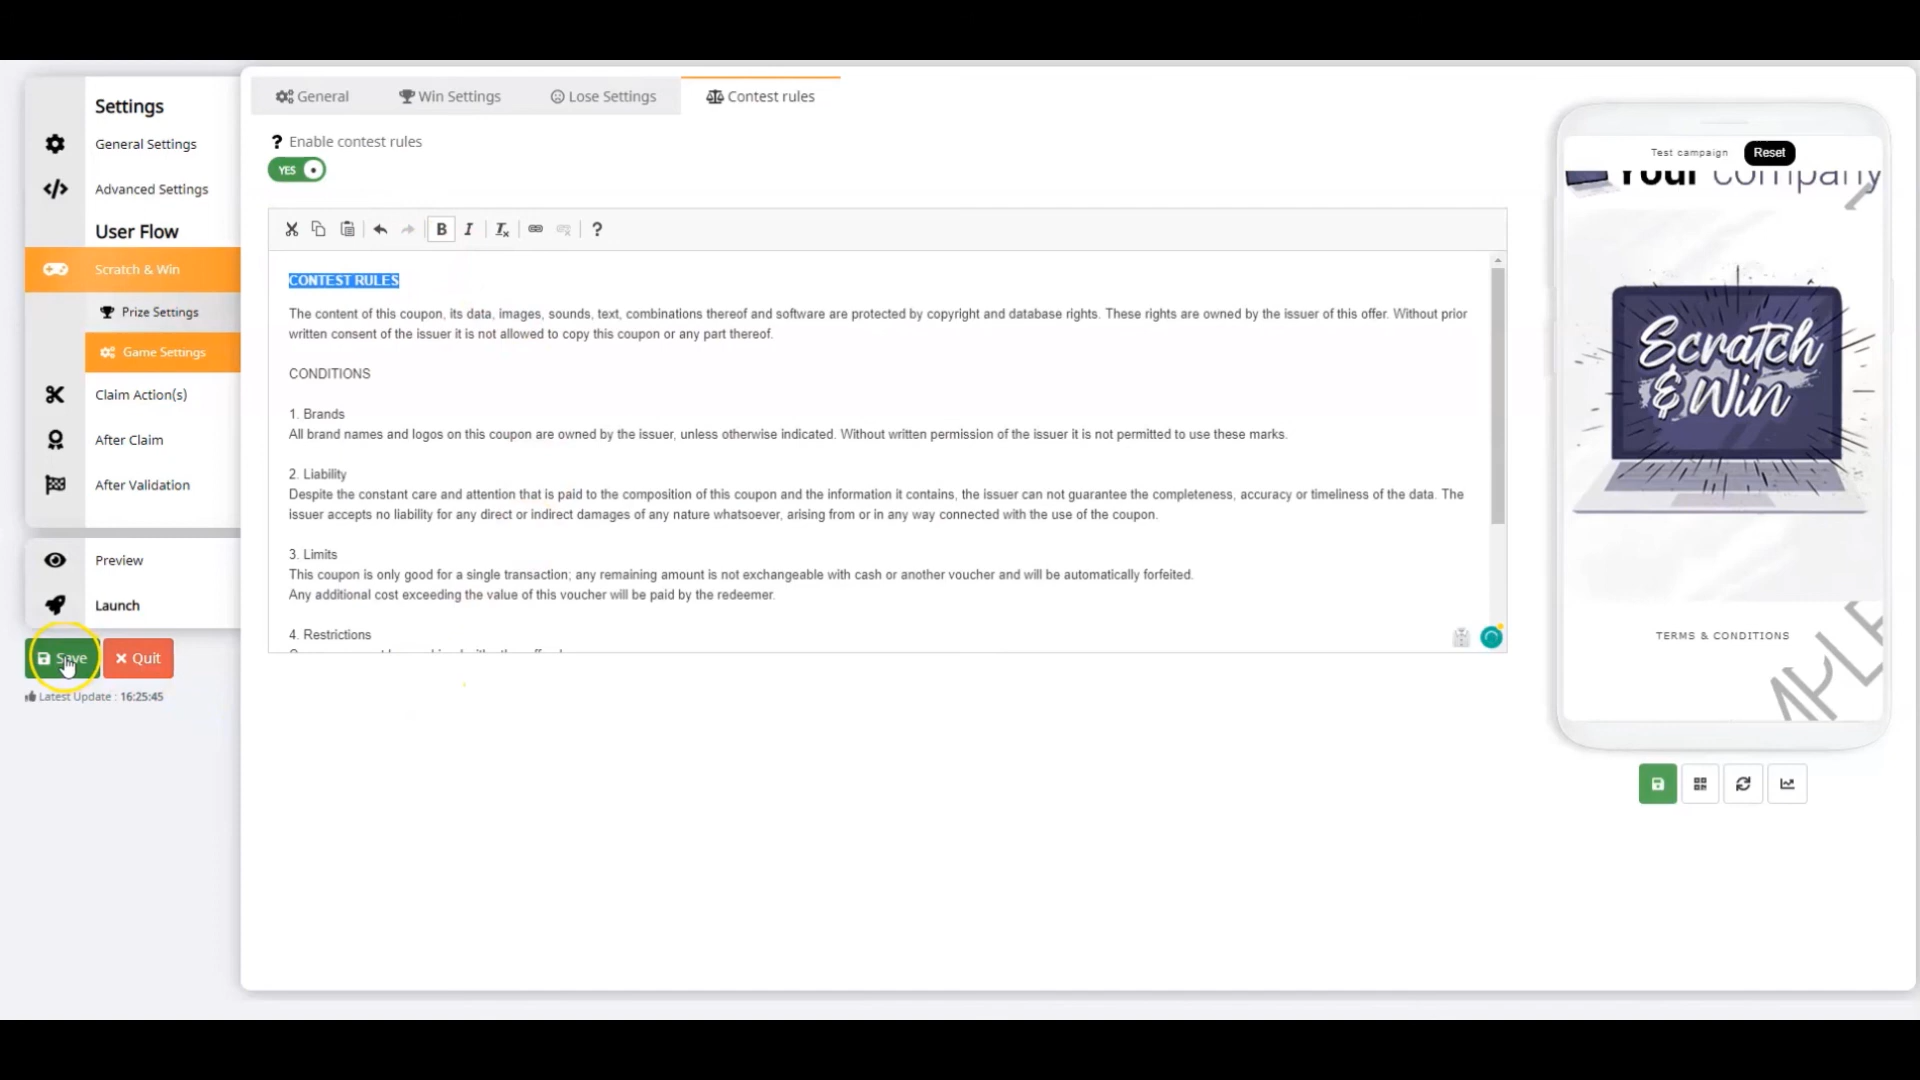 Settings
General Settings
Advanced Settings
User Flow
Scratch & Win
Prize Settings
Game Settings
Claim Action(s)
After Claim
After Validation
Preview
Launch
Save
Quit
Latest Update : 16:25:45
General
Win Settings
Lose Settings
Contest rules
? Enable contest rules
YES
B I Tx ?
CONTEST RULES
The content of this coupon, its data, images, sounds, text, combinations thereof and software are protected by copyright and database rights. These rights are owned by the issuer of this offer. Without prior
written consent of the issuer it is not allowed to copy this coupon or any part thereof.
CONDITIONS
1. Brands
All brand names and logos on this coupon are owned by the issuer, unless otherwise indicated. Without written permission of the issuer it is not permitted to use these marks.
2. Liability
Despite the constant care and attention that is paid to the composition of this coupon and the information it contains, the issuer can not guarantee the completeness, accuracy or timeliness of the data. The
issuer accepts no liability for any direct or indirect damages of any nature whatsoever, arising from or in any way connected with the use of the coupon.
3. Limits
This coupon is only good for a single transaction; any remaining amount is not exchangeable with cash or another voucher and will be automatically forfeited.
Any additional cost exceeding the value of this voucher will be paid by the redeemer.
4. Restrictions
Test campaign
Reset
Your company
Scratch
& Win
TERMS & CONDITIONS
MPLE